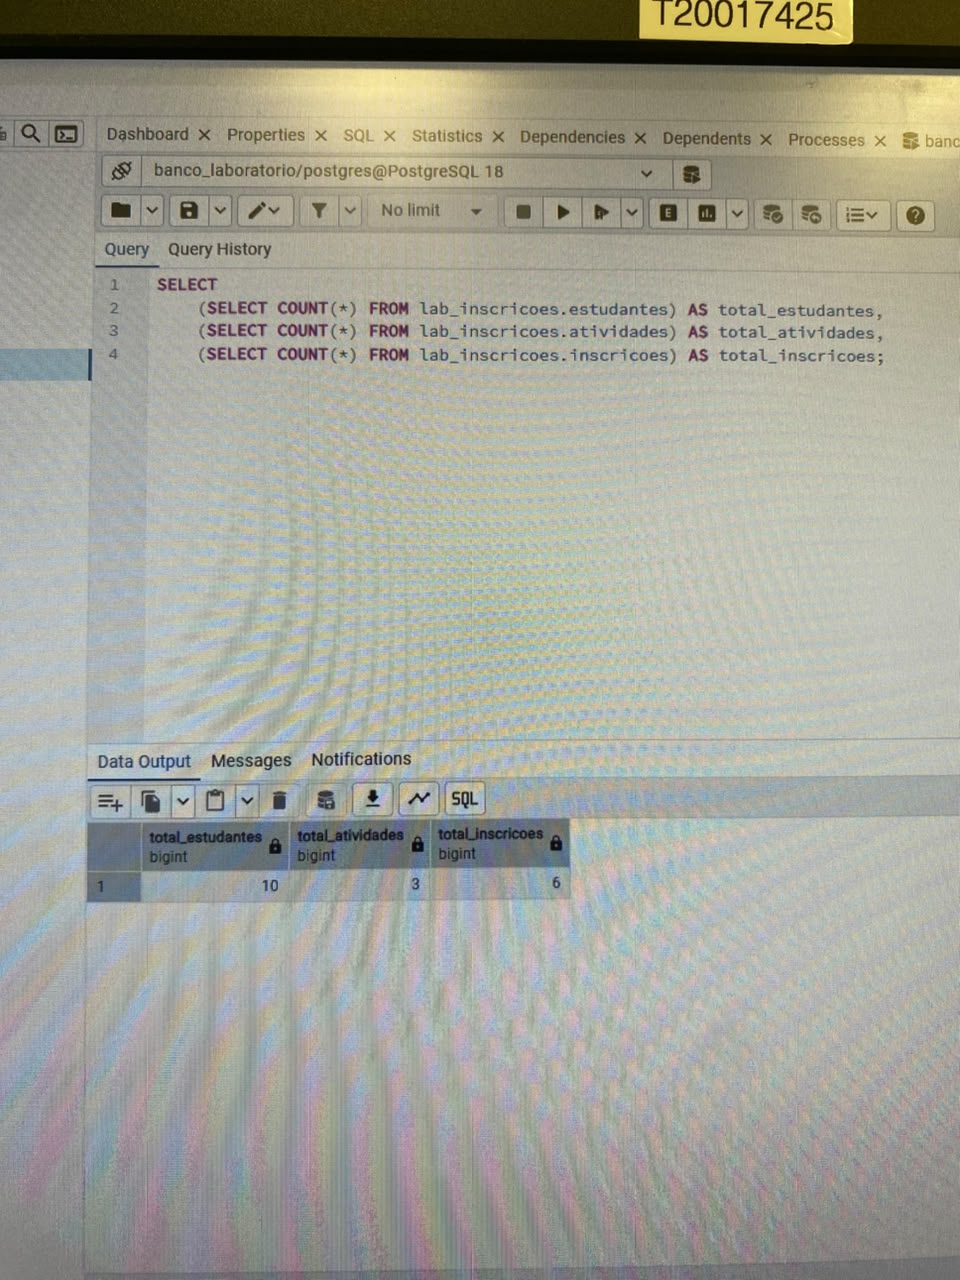 T20017425
Dashboard Properties SQL Statistics Dependencies Dependents Processes banc
banco_laboratorio/postgres@PostgreSQL 18
No limit E
Query Query History
1 SELECT
2 (SELECT COUNT(*) FROM lab_inscricoes.estudantes) AS total_estudantes,
3 (SELECT COUNT(*) FROM lab_inscricoes.atividades) AS total_atividades,
4 (SELECT COUNT(*) FROM lab_inscricoes.inscricoes) AS total_inscricoes;
Data Output Messages Notifications
SQL
total_estudantes total_atividades total_inscricoes
bigint bigint bigint
1 10 3 6